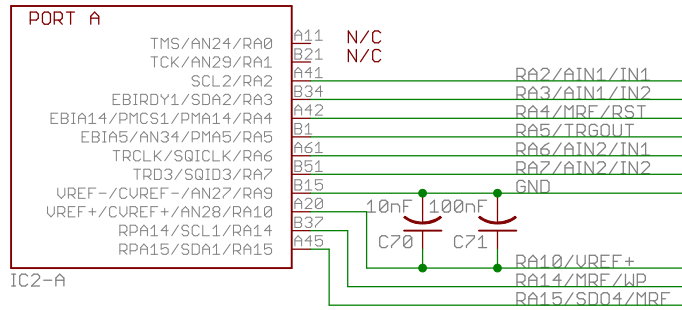 PORT A
TMS/AN24/RA0 A11 N/C
TCK/AN29/RA1 B21 N/C
SCL2/RA2 A41 RA2/AIN1/IN1
EBIRDY1/SDA2/RA3 B34 RA3/AIN1/IN2
EBIA14/PMCS1/PMA14/RA4 A42 RA4/MRF/RST
EBIA5/AN34/PMA5/RA5 B1 RA5/TRGOUT
TRCLK/SQICLK/RA6 A61 RA6/AIN2/IN1
TRD3/SQID3/RA7 B51 RA7/AIN2/IN2
VREF-/CVREF-/AN27/RA9 B15 GND
VREF+/CVREF+/AN28/RA10 A20 10nF 100nF
RPA14/SCL1/RA14 B37
RPA15/SDA1/RA15 A45 C70 C71
RA10/VREF+
IC2-A RA14/MRF/WP
RA15/SDO4/MRF